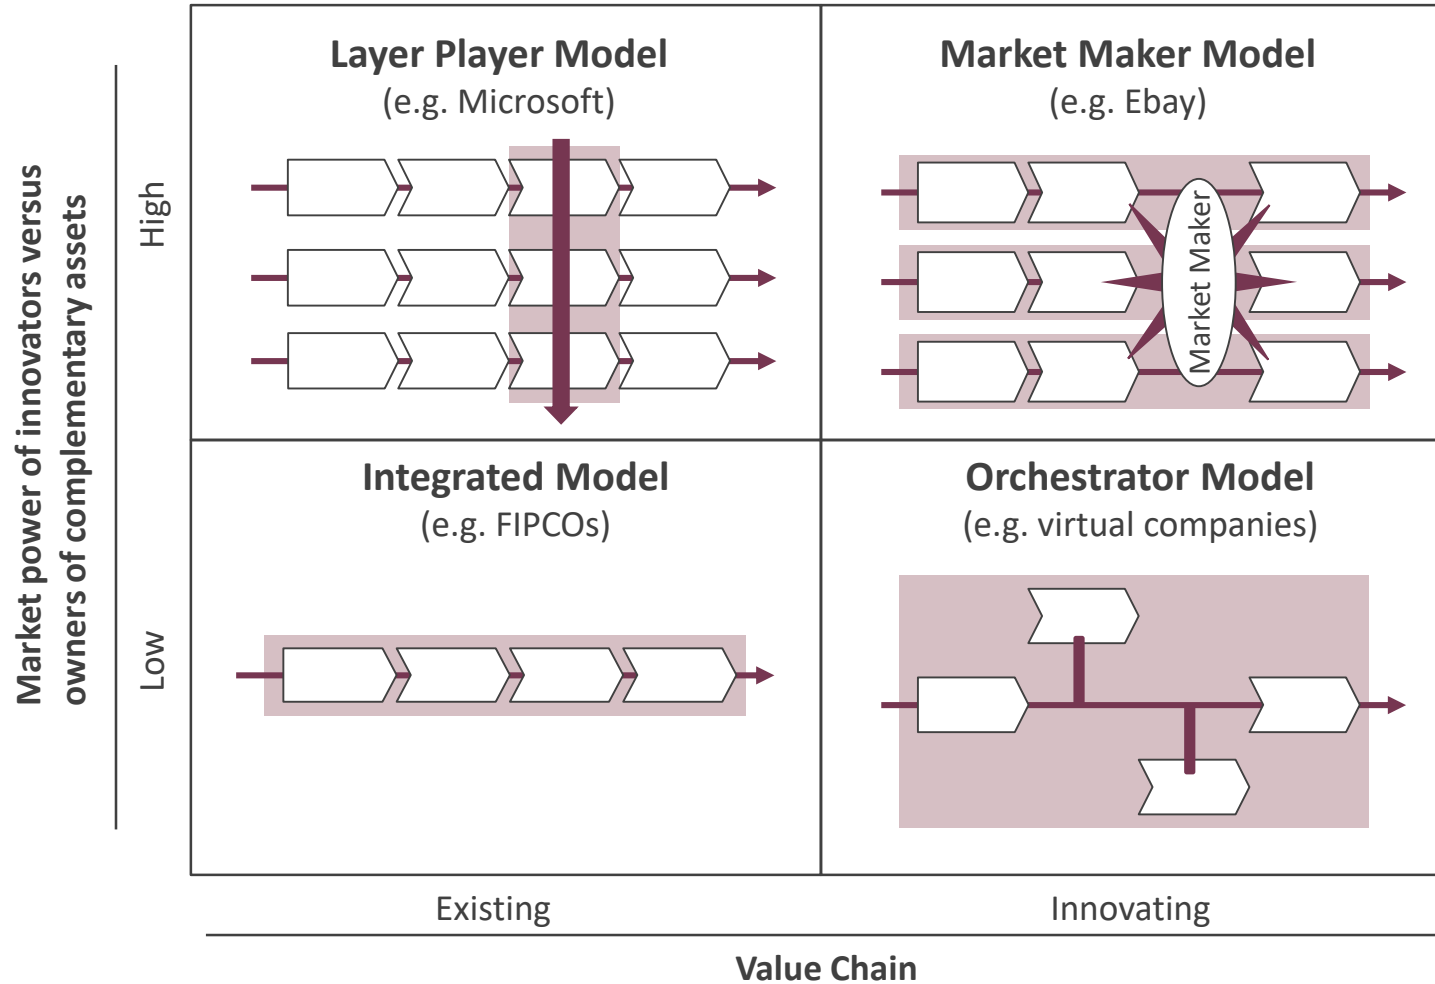 Layer Player Model
(e.g. Microsoft)
Market Maker Model
(e.g. Ebay)
Market Maker
Integrated Model
(e.g. FIPCOs)
Orchestrator Model
(e.g. virtual companies)
Market power of innovators versus
owners of complementary assets
High
Low
Existing
Innovating
Value Chain